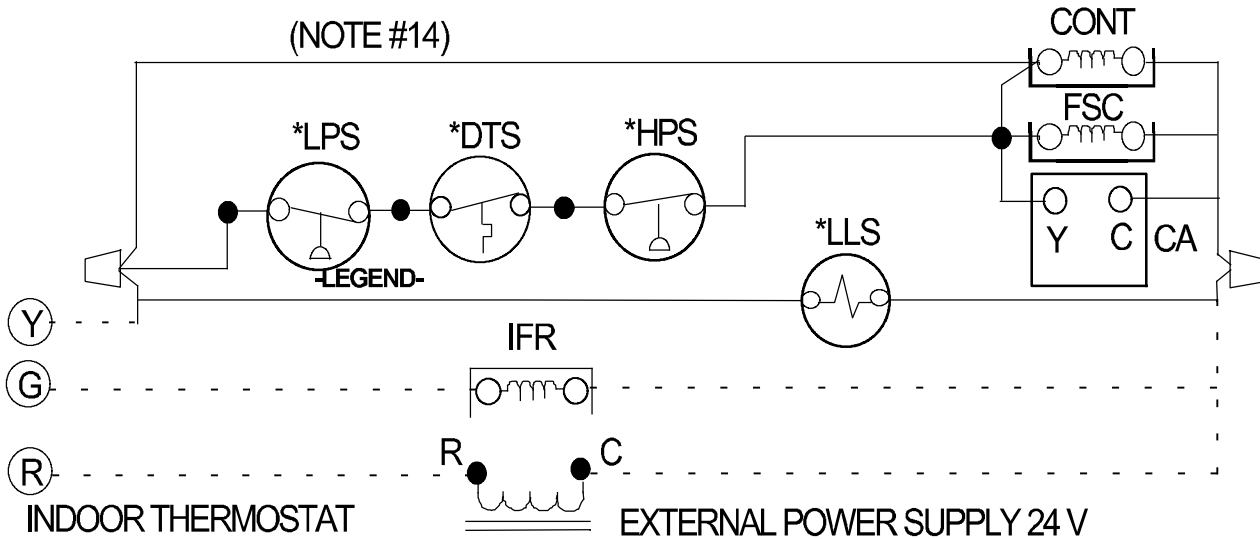 (NOTE #14)
CONT
FSC
*LPS
*DTS
*HPS
*LLS
Y C CA
-LEGEND-
Y
IFR
G
R
R C
INDOOR THERMOSTAT
EXTERNAL POWER SUPPLY 24 V